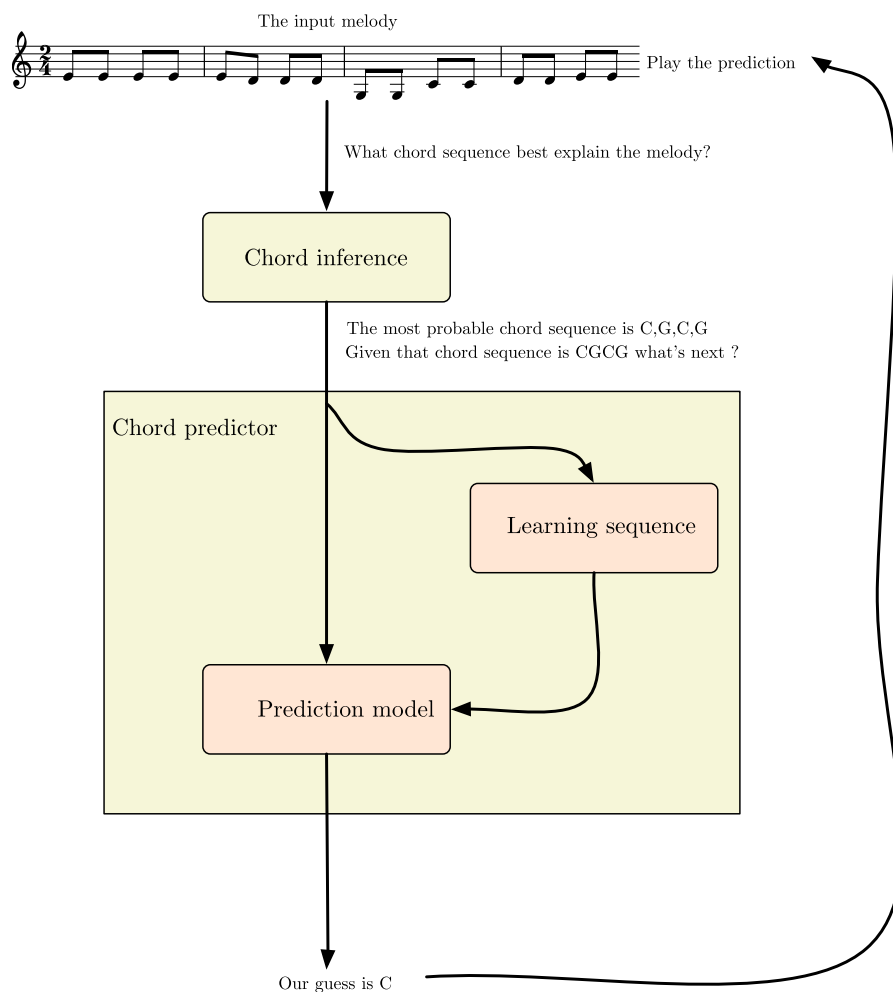 The input melody
2
4
Play the prediction
What chord sequence best explain the melody?
Chord inference
The most probable chord sequence is C,G,C,G
Given that chord sequence is CGCG what's next ?
Chord predictor
Learning sequence
Prediction model
Our guess is C